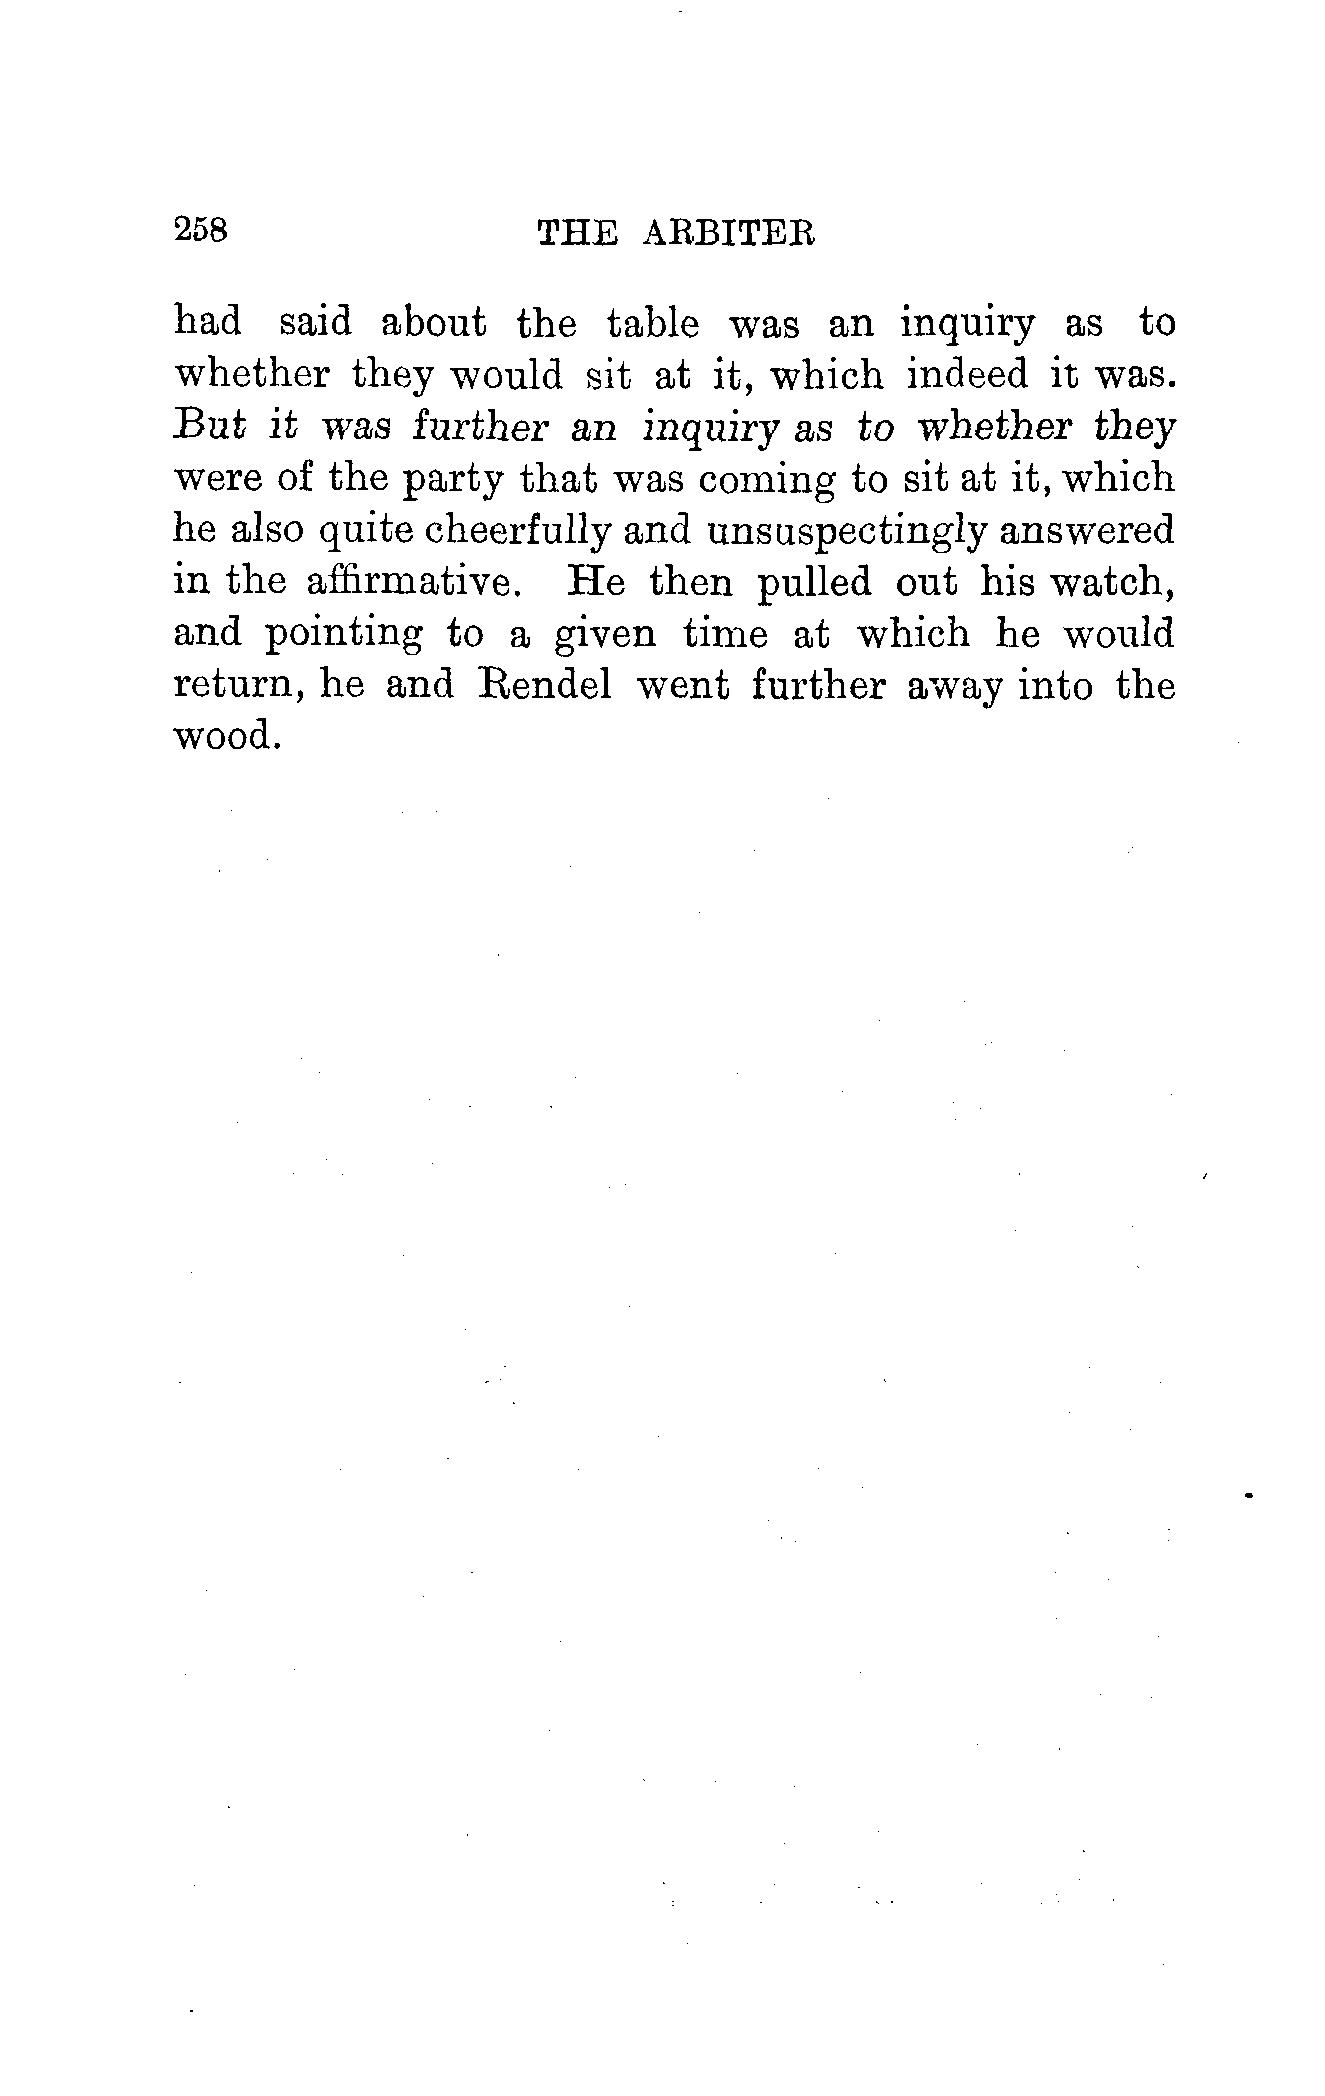 258 THE ARBITER
had said about the table was an inquiry as to
whether they would sit at it, which indeed it was.
But it was further an inquiry as to whether they
were of the party that was coming to sit at it, which
he also quite cheerfully and unsuspectingly answered
in the affirmative. He then pulled out his watch,
and pointing to a given time at which he would
return, he and Rendel went further away into the
wood.